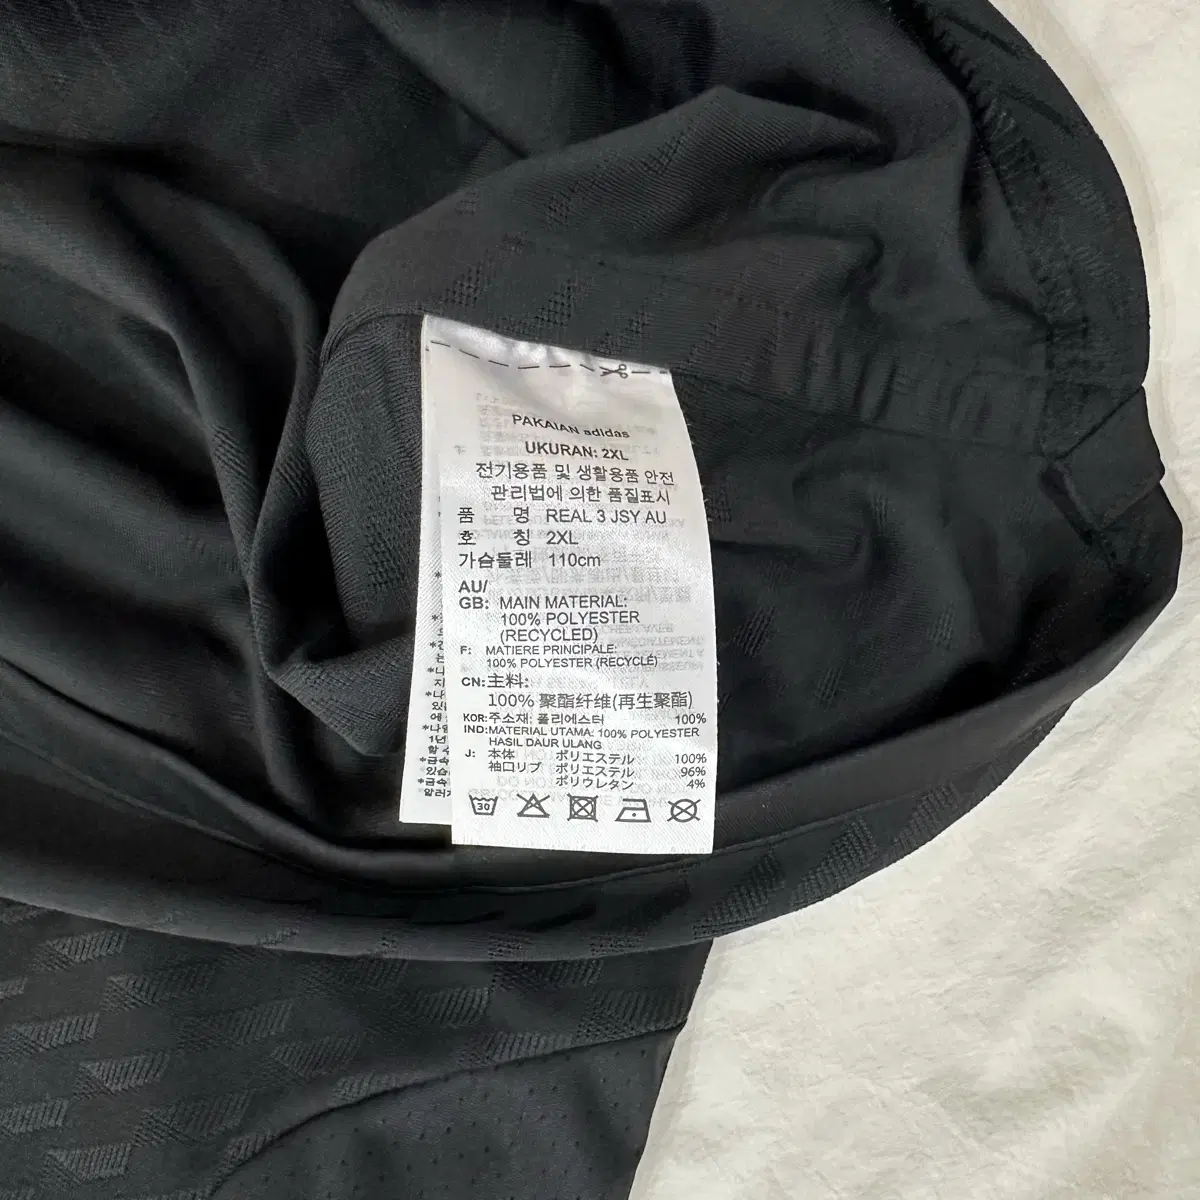 PAKAIAN adidas
UKURAN: 2XL
전기용품 및 생활용품 안전
관리법에 의한 품질표시
품 명 REAL 3 JSY AU
호 칭 2XL
가슴둘레 110cm
AU/
GB: MAIN MATERIAL:
100% POLYESTER
(RECYCLED)
F: MATIERE PRINCIPALE:
100% POLYESTER (RECYCLÉ)
CN: 主料:
100% 聚酯纤维(再生聚酯)
KOR: 주소재: 폴리에스터 100%
IND: MATERIAL UTAMA: 100% POLYESTER
HASIL DAUR ULANG
J: 本体 ポリエステル 100%
袖口リブ ポリエステル 96%
ポリウレタン 4%
30